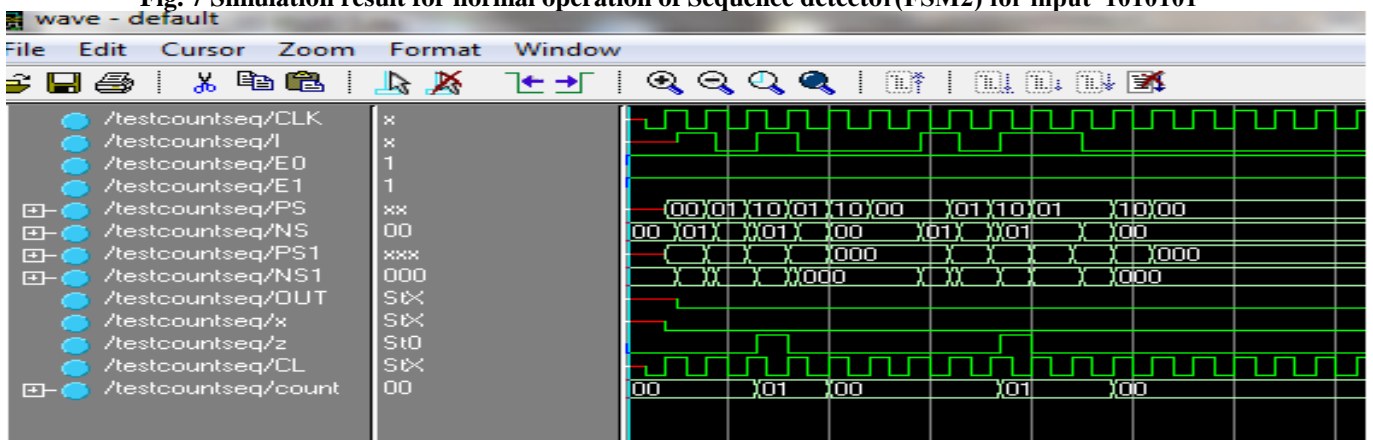 Fig. 7 Simulation result for normal operation of Sequence detector(FSM2) for input '1010101'
wave - default
File Edit Cursor Zoom Format Window
/testcountseq/CLK x
/testcountseq/I x
/testcountseq/E0 1
/testcountseq/E1 1
/testcountseq/PS xx 00 01 10 01 10 00 01 10 01 10 00
/testcountseq/NS 00 00 01 01 00 01 01 00
/testcountseq/PS1 xxx 000 000
/testcountseq/NS1 000 000 000
/testcountseq/OUT StX
/testcountseq/x StX
/testcountseq/z St0
/testcountseq/CL StX
/testcountseq/count 00 00 01 00 01 00